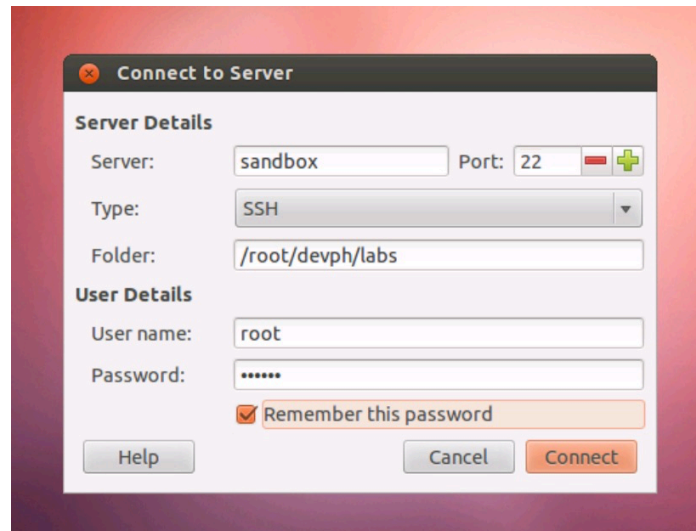 Connect to Server
Server Details
Server: sandbox Port: 22
Type: SSH
Folder: /root/devph/labs
User Details
User name: root
Password: ••••••
Remember this password
Help Cancel Connect